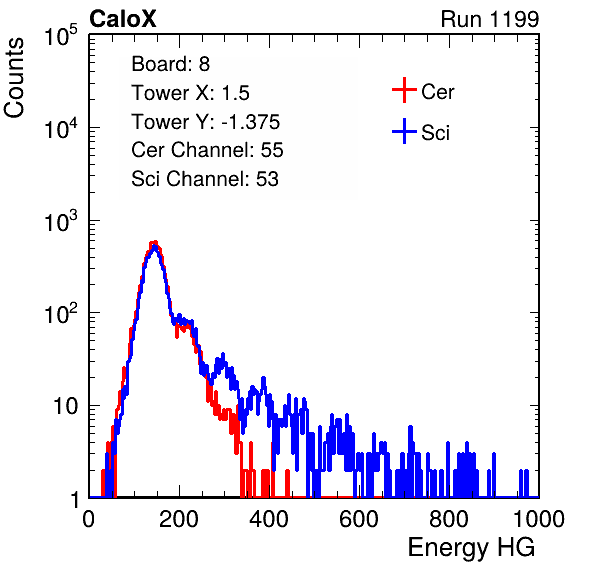 CaloX Run 1199
Counts
10^5
10^4
10^3
10^2
10
1
Board: 8
Tower X: 1.5
Tower Y: -1.375
Cer Channel: 55
Sci Channel: 53
Cer
Sci
0 200 400 600 800 1000
Energy HG